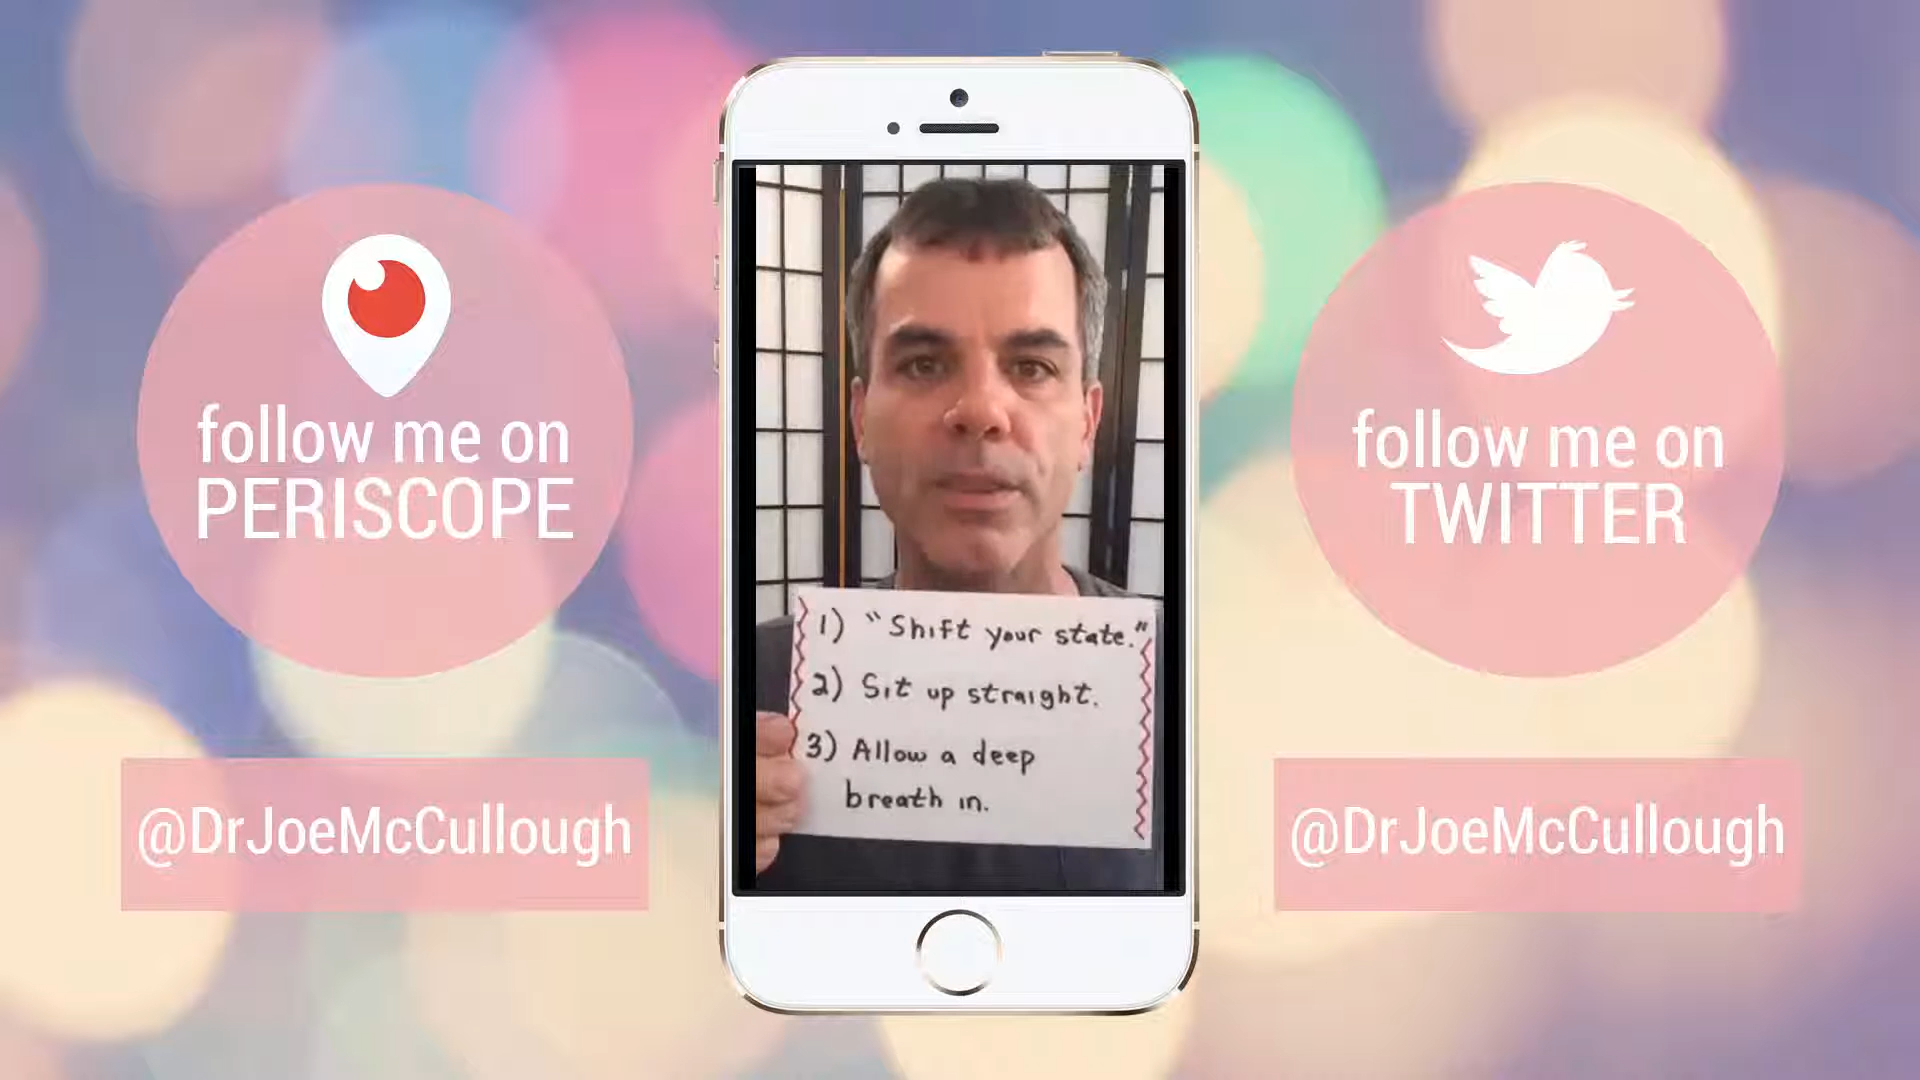 follow me on
PERISCOPE
@DrJoeMcCullough
1) "Shift your state."
2) Sit up straight.
3) Allow a deep
breath in.
follow me on
TWITTER
@DrJoeMcCullough